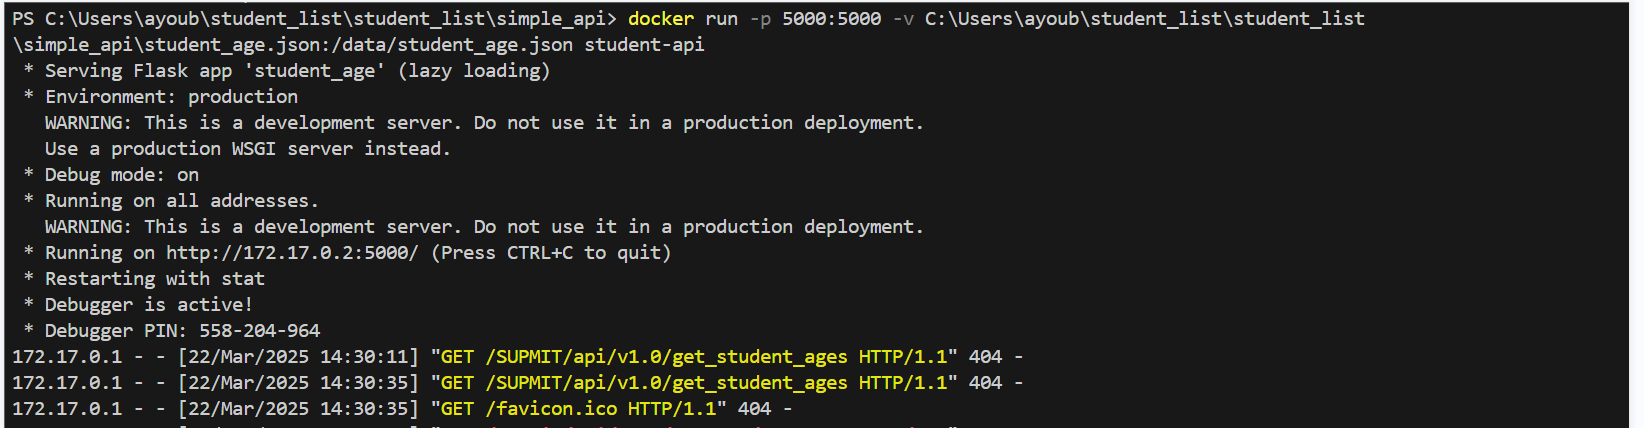 PS C:\Users\ayoub\student_list\student_list\simple_api> docker run -p 5000:5000 -v C:\Users\ayoub\student_list\student_list
\simple_api\student_age.json:/data/student_age.json student-api
 * Serving Flask app 'student_age' (lazy loading)
 * Environment: production
   WARNING: This is a development server. Do not use it in a production deployment.
   Use a production WSGI server instead.
 * Debug mode: on
 * Running on all addresses.
   WARNING: This is a development server. Do not use it in a production deployment.
 * Running on http://172.17.0.2:5000/ (Press CTRL+C to quit)
 * Restarting with stat
 * Debugger is active!
 * Debugger PIN: 558-204-964
172.17.0.1 - - [22/Mar/2025 14:30:11] "GET /SUPMIT/api/v1.0/get_student_ages HTTP/1.1" 404 -
172.17.0.1 - - [22/Mar/2025 14:30:35] "GET /SUPMIT/api/v1.0/get_student_ages HTTP/1.1" 404 -
172.17.0.1 - - [22/Mar/2025 14:30:35] "GET /favicon.ico HTTP/1.1" 404 -